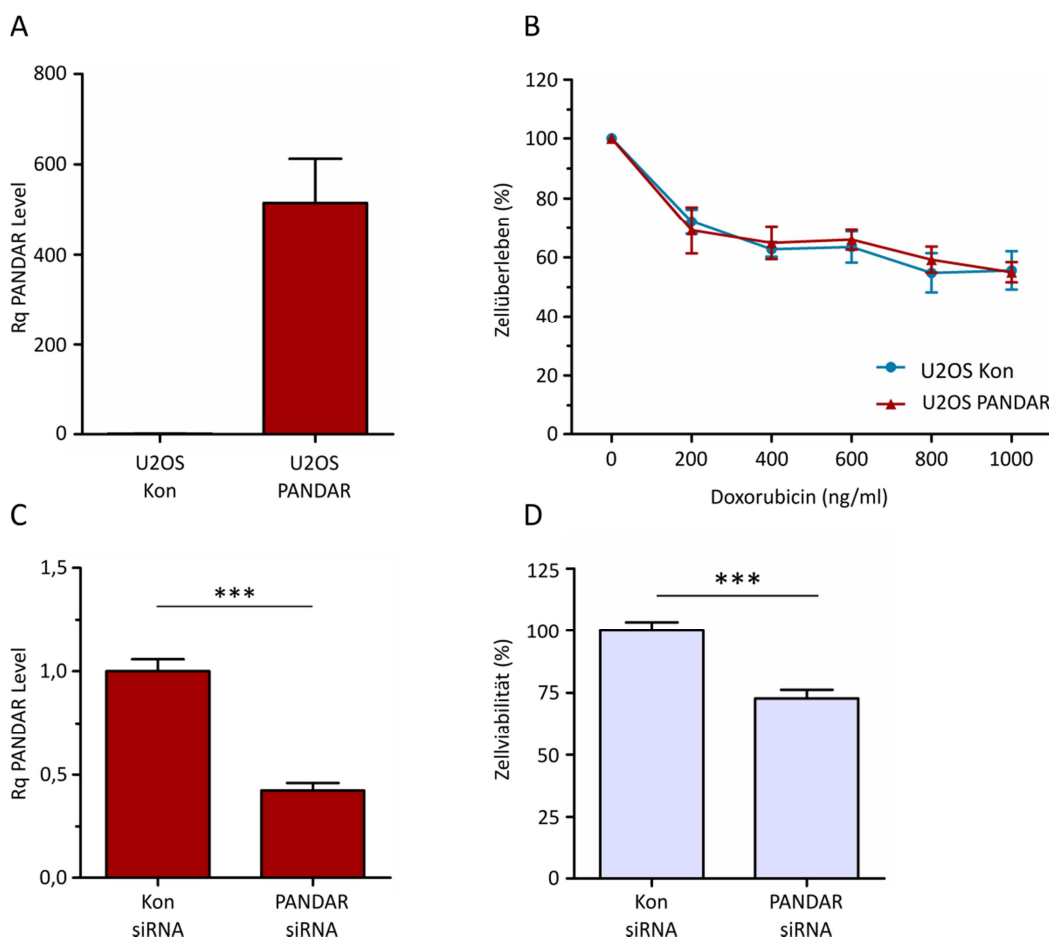 A
Rq PANDAR Level
800
600
400
200
0
U2OS
Kon
U2OS
PANDAR
B
Zellüberleben (%)
120
100
80
60
40
20
0
U2OS Kon
U2OS PANDAR
0 200 400 600 800 1000
Doxorubicin (ng/ml)
C
Rq PANDAR Level
1,5
1,0
0,5
0,0
***
Kon
siRNA
PANDAR
siRNA
D
Zellviabilität (%)
125
100
75
50
25
0
***
Kon
siRNA
PANDAR
siRNA